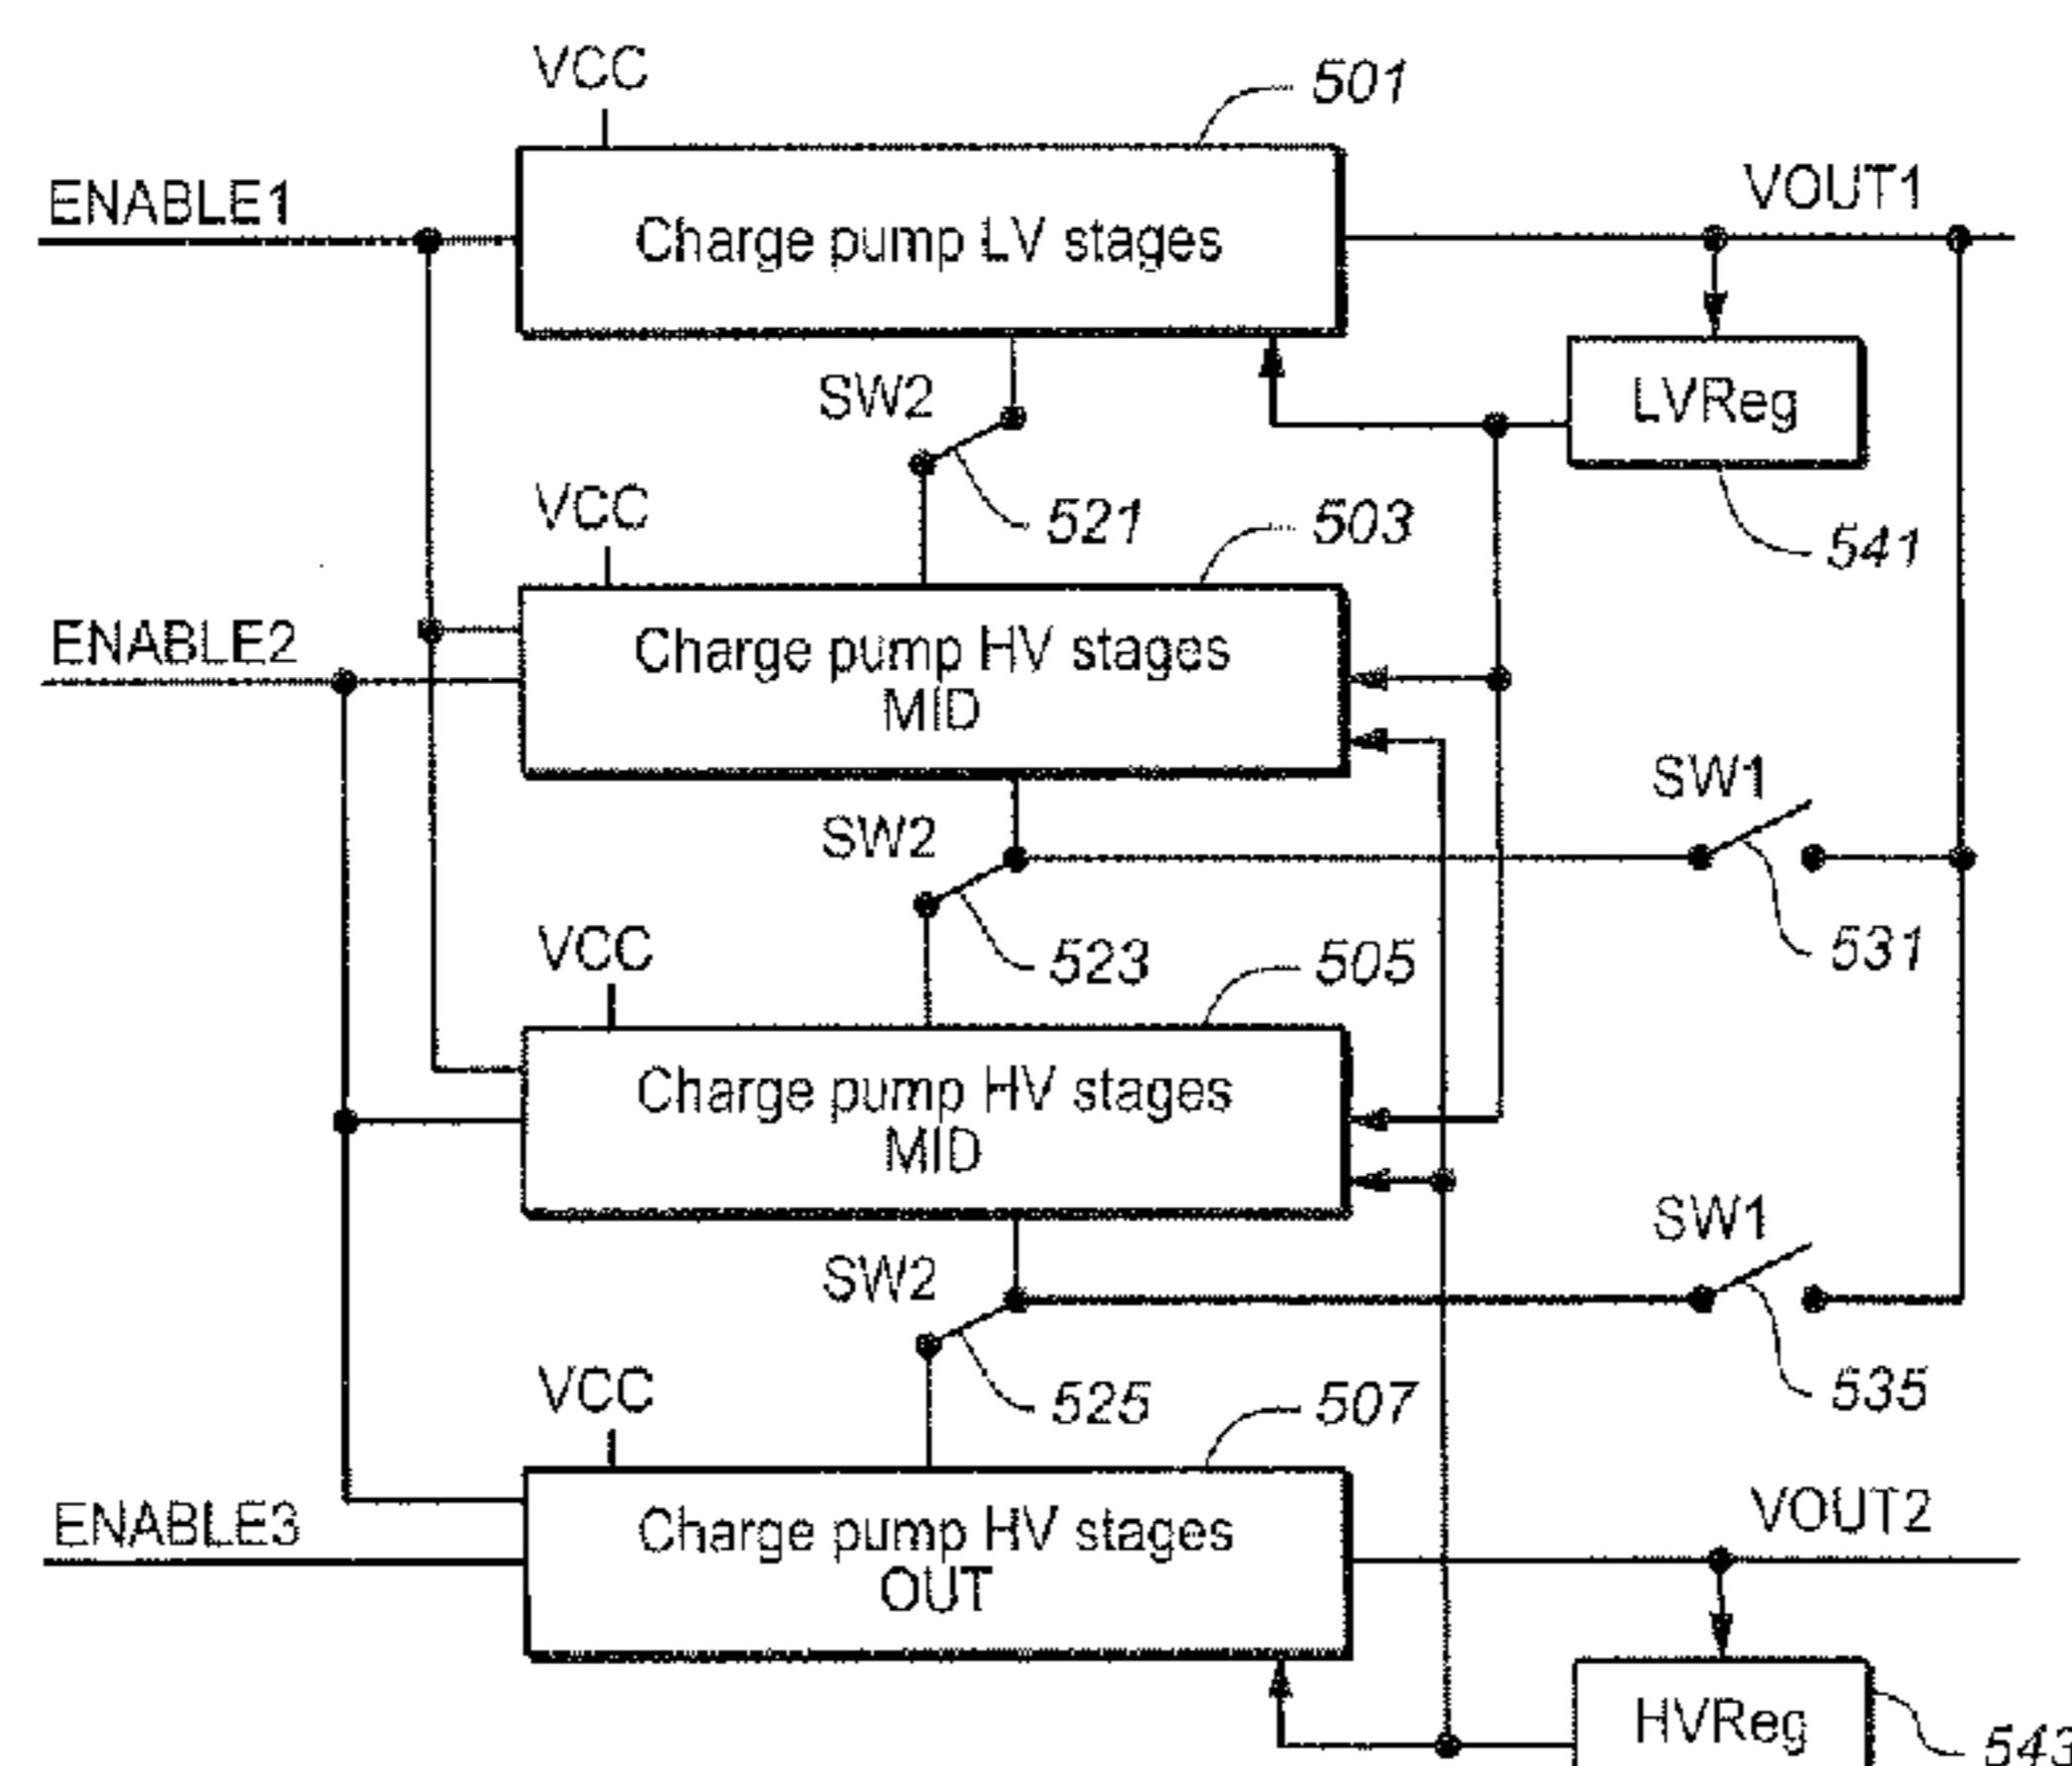 VCC
501
ENABLE1
Charge pump LV stages
VOUT1
SW2
LVReg
VCC
521
503
541
ENABLE2
Charge pump HV stages
MID
SW1
SW2
VCC
523
505
531
Charge pump HV stages
MID
SW1
SW2
VCC
525
507
535
ENABLE3
Charge pump HV stages
OUT
VOUT2
HVReg
543